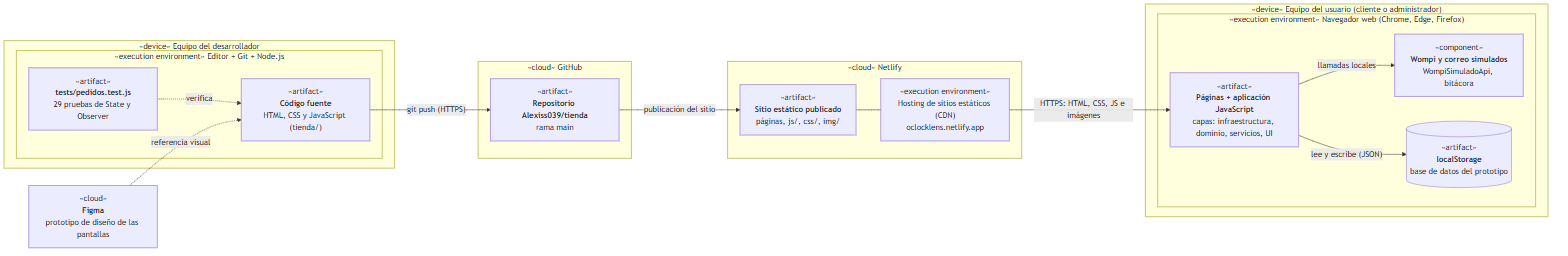 «device» Equipo del desarrollador
«execution environment» Editor + Git + Node.js
«artifact»
tests/pedidos.test.js
29 pruebas de State y
Observer
verifica
«artifact»
Código fuente
HTML, CSS y JavaScript
(tienda/)
referencia visual
«cloud»
Figma
prototipo de diseño de las
pantallas
git push (HTTPS)
«cloud» GitHub
«artifact»
Repositorio
Alexiss039/tienda
rama main
publicación del sitio
«cloud» Netlify
«artifact»
Sitio estático publicado
páginas, js/, css/, img/
«execution environment»
Hosting de sitios estáticos
(CDN)
oclocklens.netlify.app
HTTPS: HTML, CSS, JS e
imágenes
«device» Equipo del usuario (cliente o administrador)
«execution environment» Navegador web (Chrome, Edge, Firefox)
«artifact»
Páginas + aplicación
JavaScript
capas: infraestructura,
dominio, servicios, UI
llamadas locales
«component»
Wompi y correo simulados
WompiSimuladoApi,
bitácora
lee y escribe (JSON)
«artifact»
localStorage
base de datos del prototipo